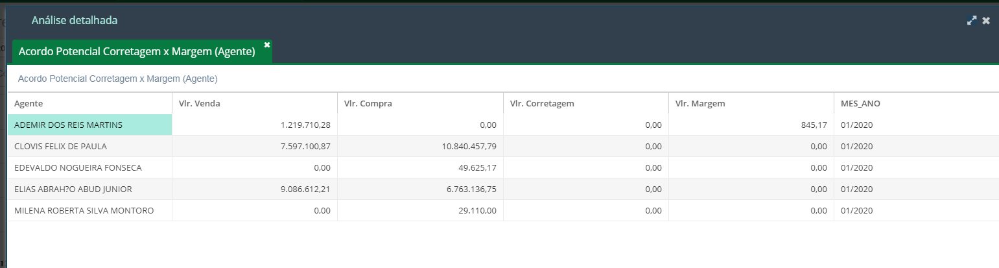 Análise detalhada
Acordo Potencial Corretagem x Margem (Agente)
Acordo Potencial Corretagem x Margem (Agente)
Agente Vlr. Venda Vlr. Compra Vlr. Corretagem Vlr. Margem MES_ANO
ADEMIR DOS REIS MARTINS 1.219.710,28 0,00 0,00 845,17 01/2020
CLOVIS FELIX DE PAULA 7.597.100,87 10.840.457,79 0,00 0,00 01/2020
EDEVALDO NOGUEIRA FONSECA 0,00 49.625,17 0,00 0,00 01/2020
ELIAS ABRAH?O ABUD JUNIOR 9.086.612,21 6.763.136,75 0,00 0,00 01/2020
MILENA ROBERTA SILVA MONTORO 0,00 29.110,00 0,00 0,00 01/2020